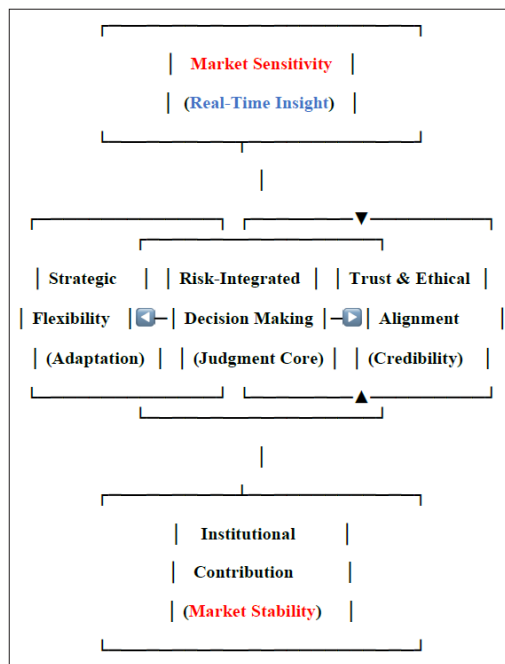 Market Sensitivity
(Real-Time Insight)
Strategic Risk-Integrated Trust & Ethical
Flexibility Decision Making Alignment
(Adaptation) (Judgment Core) (Credibility)
Institutional
Contribution
(Market Stability)